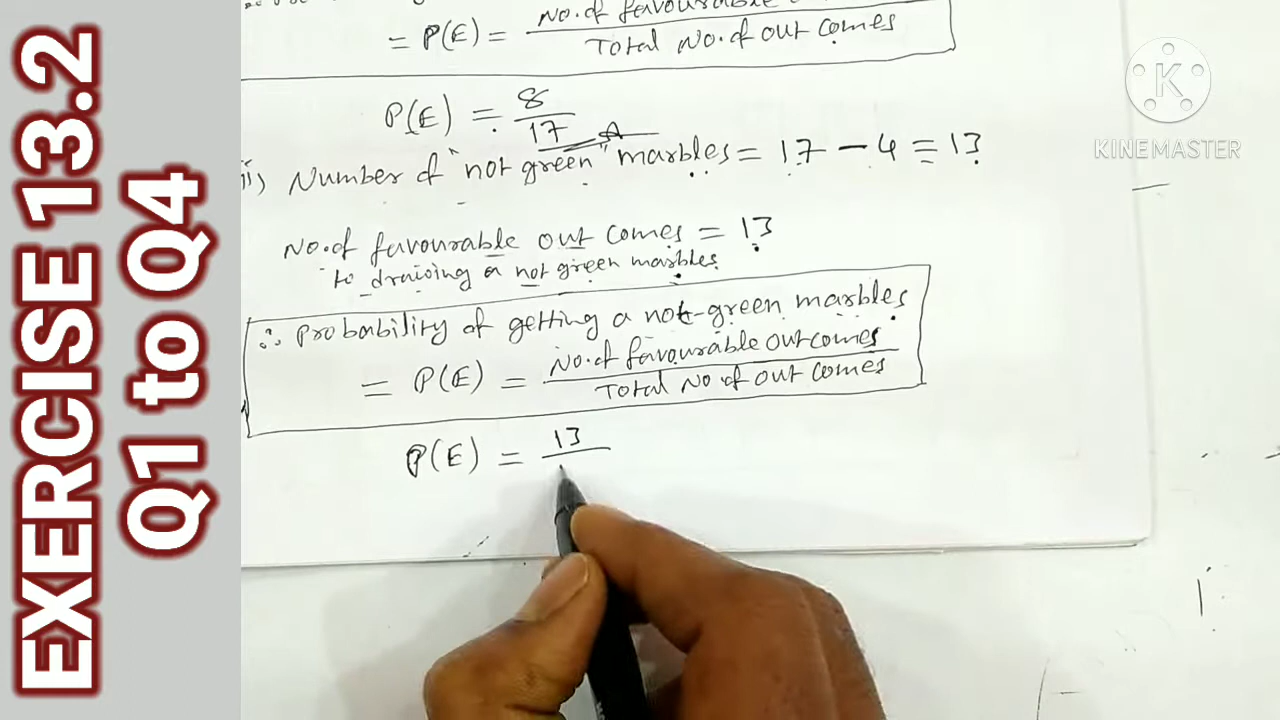 EXERCISE 13.2
Q1 to Q4
No. of favourable
= P(E) = Total No. of out comes
P(E) = 8
17
KINEMASTER
ii) Number of "not green" marbles = 17 - 4 = 13
No. of favourable out comes = 13
to drawing a not green marbles
∴ Probability of getting a not-green marbles
= P(E) = No. of favourable outcomes
Total No of out comes
P(E) = 13